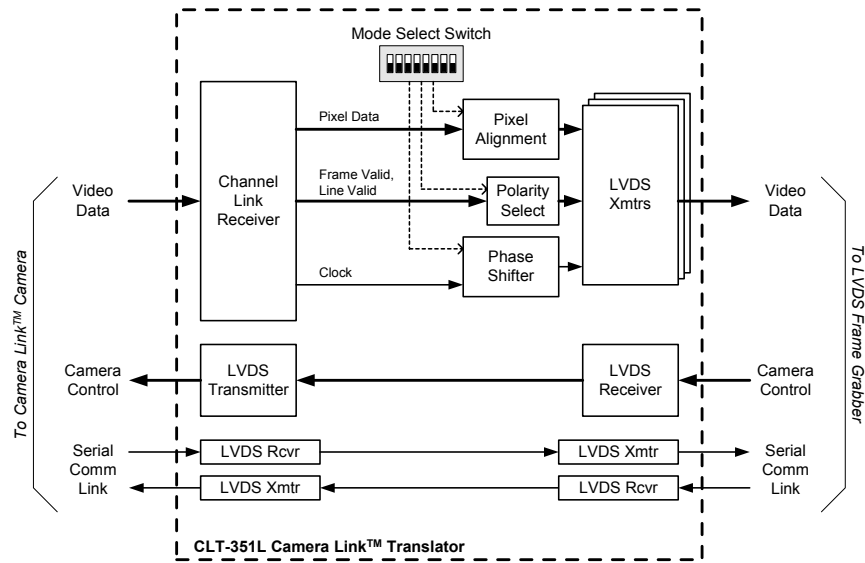 Mode Select Switch
Pixel Data
Pixel
Alignment
Channel
Link
Receiver
Frame Valid,
Line Valid
Polarity
Select
LVDS
Xmtrs
Video
Data
Video
Data
Phase
Shifter
Clock
To Camera Link™ Camera
To LVDS Frame Grabber
Camera
Control
LVDS
Transmitter
LVDS
Receiver
Camera
Control
Serial
Comm
Link
LVDS Rcvr
LVDS Xmtr
LVDS Xmtr
LVDS Rcvr
Serial
Comm
Link
CLT-351L Camera Link™ Translator